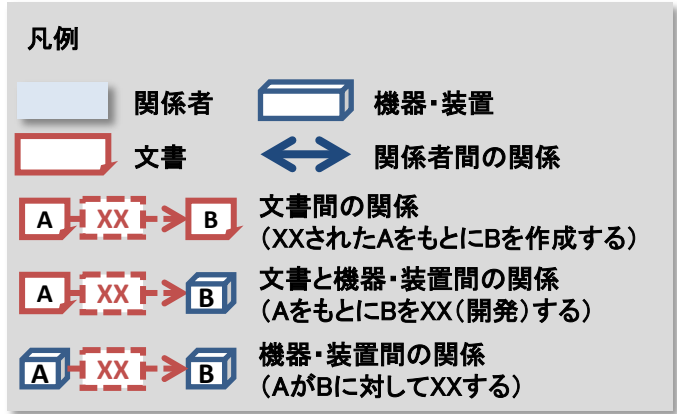 凡例
関係者 機器・装置
文書 関係者間の関係
A XX B 文書間の関係
(XXされたAをもとにBを作成する)
A XX B 文書と機器・装置間の関係
(AをもとにBをXX(開発)する)
A XX B 機器・装置間の関係
(AがBに対してXXする)